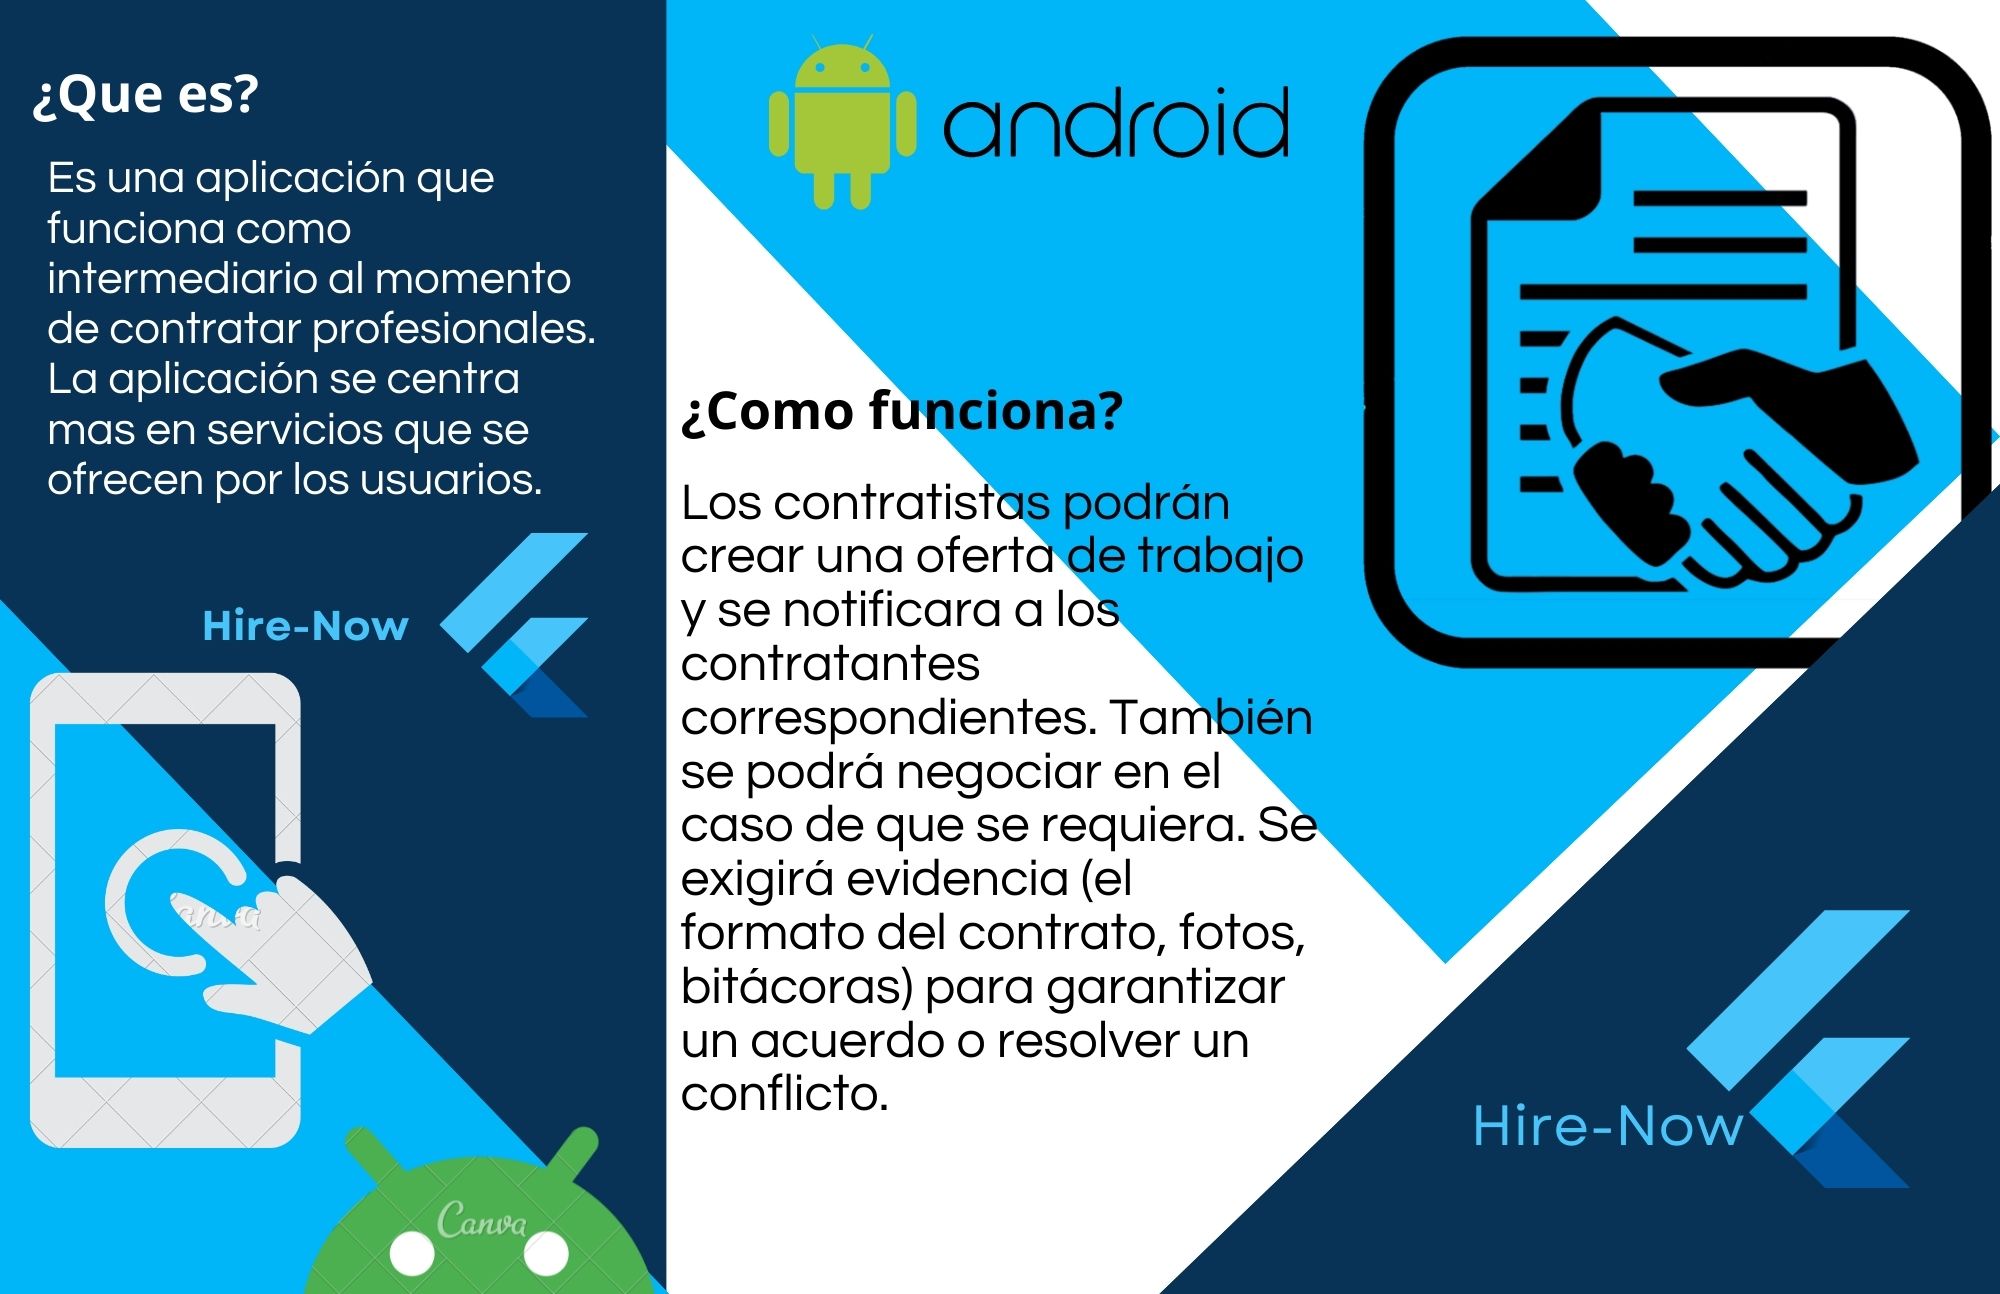 ¿Que es?
Es una aplicación que
funciona como
intermediario al momento
de contratar profesionales.
La aplicación se centra
mas en servicios que se
ofrecen por los usuarios.
Hire-Now
Canva
Canva
android
¿Como funciona?
Los contratistas podrán
crear una oferta de trabajo
y se notificara a los
contratantes
correspondientes. También
se podrá negociar en el
caso de que se requiera. Se
exigirá evidencia (el
formato del contrato, fotos,
bitácoras) para garantizar
un acuerdo o resolver un
conflicto.
Hire-Now